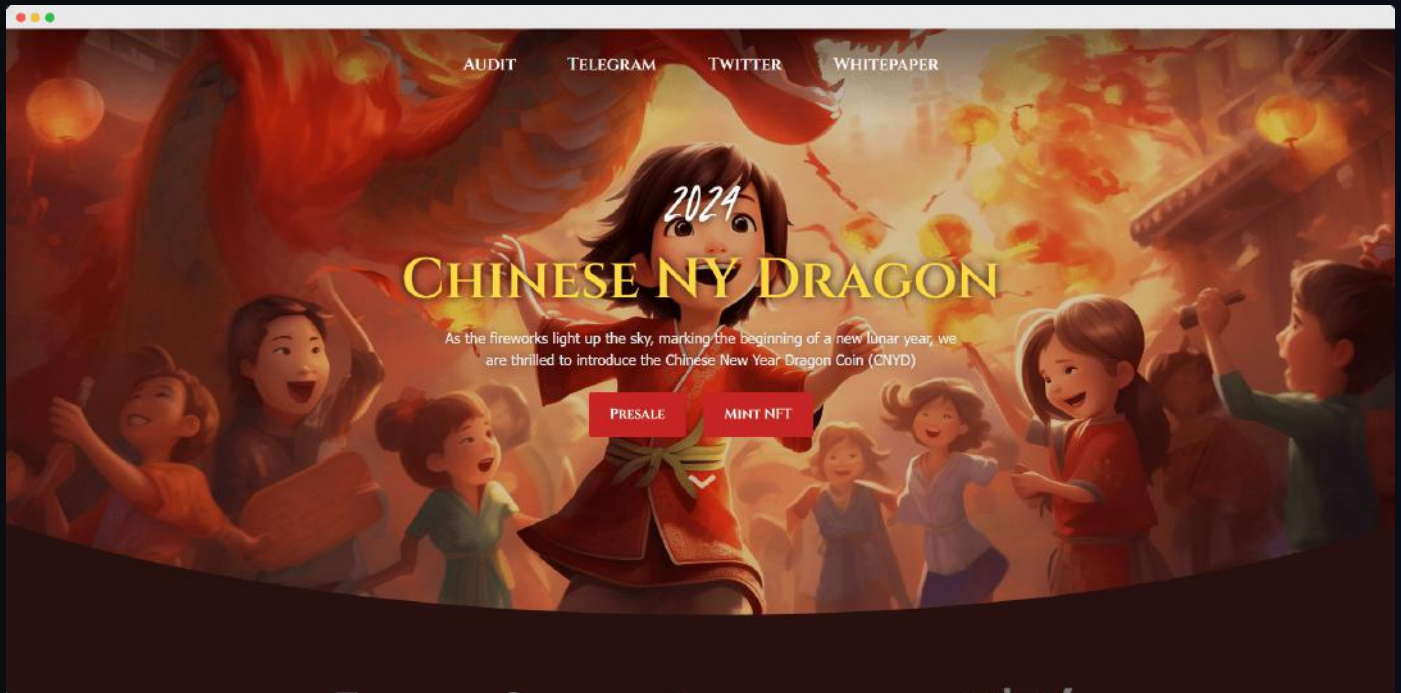 AUDIT TELEGRAM TWITTER WHITEPAPER
2024
CHINESE NY DRAGON
As the fireworks light up the sky, marking the beginning of a new lunar year, we
are thrilled to introduce the Chinese New Year Dragon Coin (CNYD)
PRESALE MINT NFT